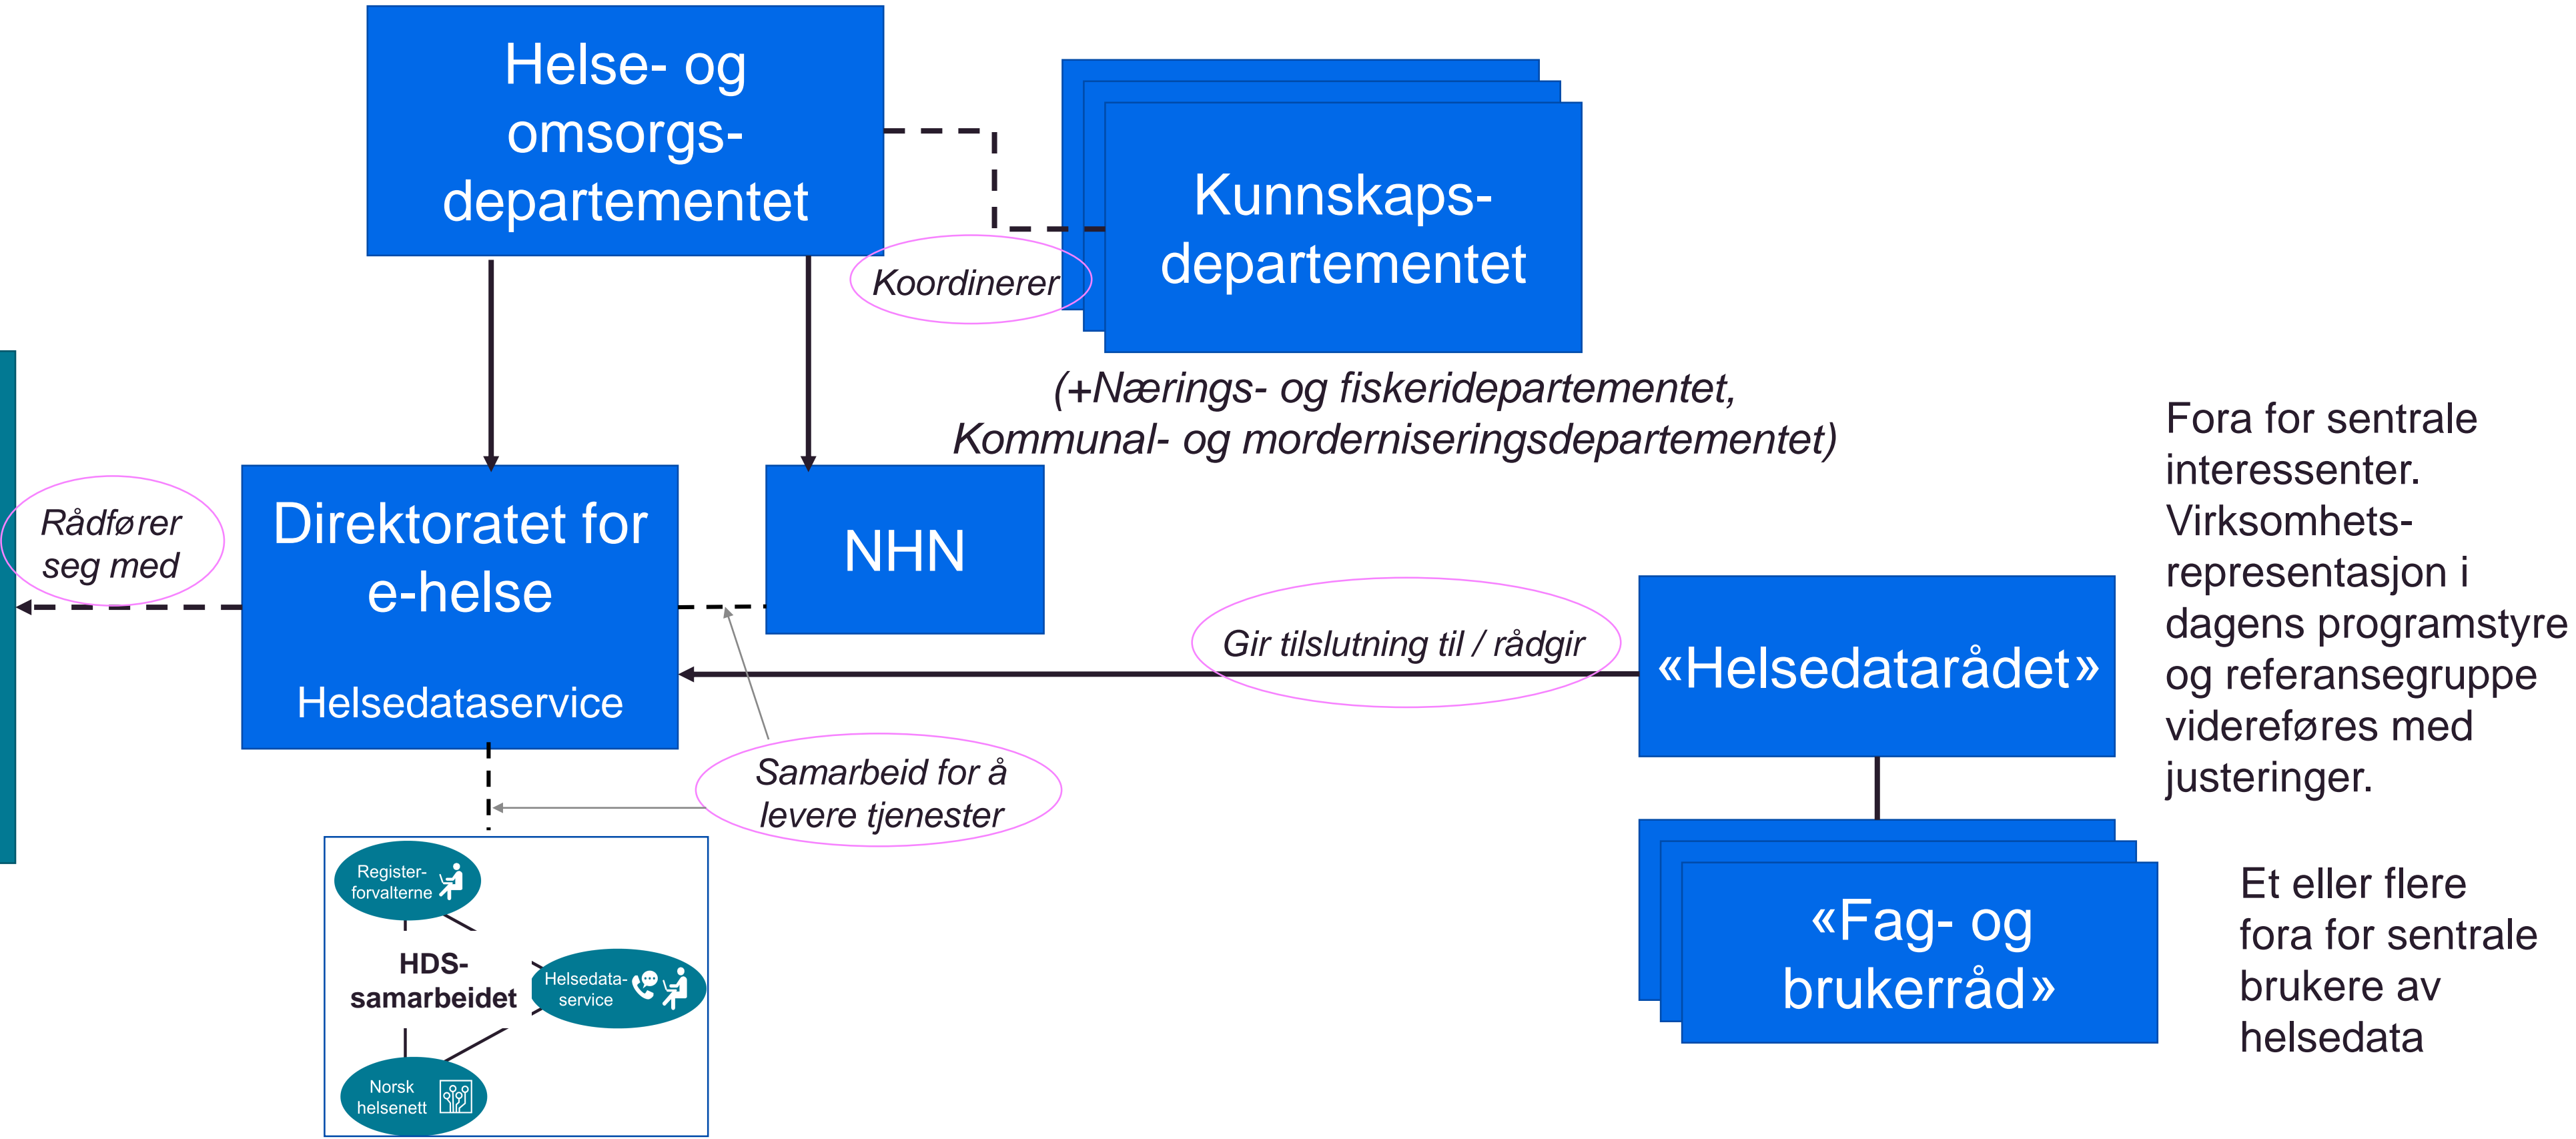 Helse- og
omsorgs-
departementet
Kunnskaps-
departementet
Koordinerer
(+Nærings- og fiskeridepartementet,
Kommunal- og morderniseringsdepartementet)
Rådfører
seg med
Direktoratet for
e-helse
Helsedataservice
NHN
Gir tilslutning til / rådgir
«Helsedatarådet»
Fora for sentrale
interessenter.
Virksomhets-
representasjon i
dagens programstyre
og referansegruppe
videreføres med
justeringer.
Samarbeid for å
levere tjenester
Register-
forvalterne
HDS-
samarbeidet
Helsedata-
service
Norsk
helsenett
«Fag- og
brukerråd»
Et eller flere
fora for sentrale
brukere av
helsedata